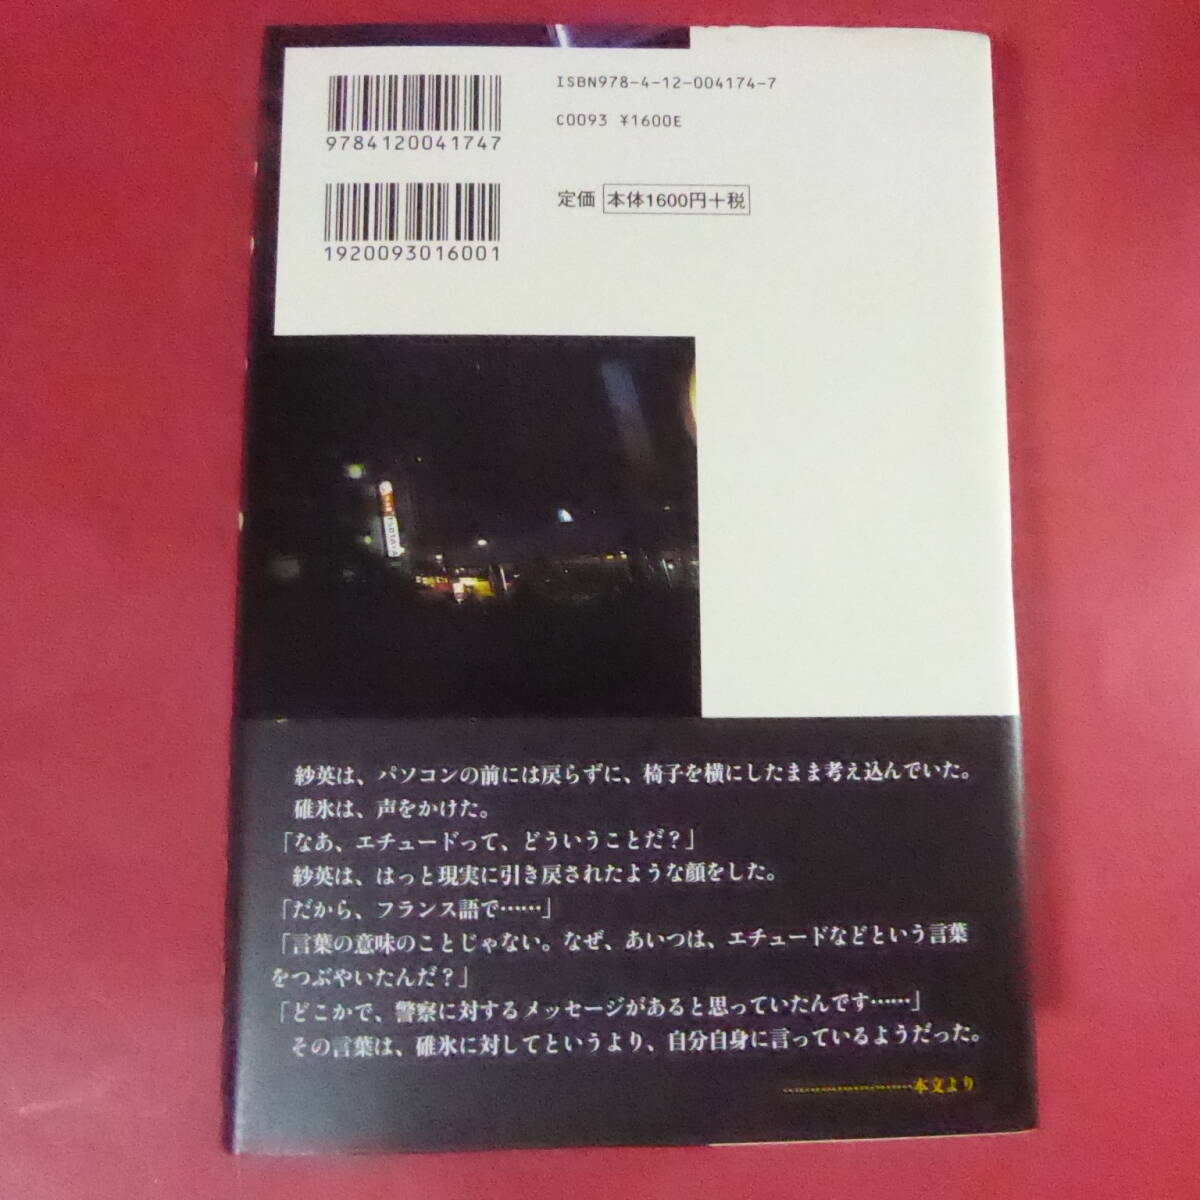 ISBN978-4-12-004174-7
C0093 ¥1600E
9784120041747
定価 本体1600円+税
1920093016001
紗英は、パソコンの前には戻らずに、椅子を横にしたまま考え込んでいた。
碓氷は、声をかけた。
「なあ、エチュードって、どういうことだ？」
紗英は、はっと現実に引き戻されたような顔をした。
「だから、フランス語で……」
「言葉の意味のことじゃない。なぜ、あいつは、エチュードなどという言葉
をつぶやいたんだ？」
「どこかで、警察に対するメッセージがあると思っていたんです……」
その言葉は、碓氷に対してというより、自分自身に言っているようだった。
……………………本文より